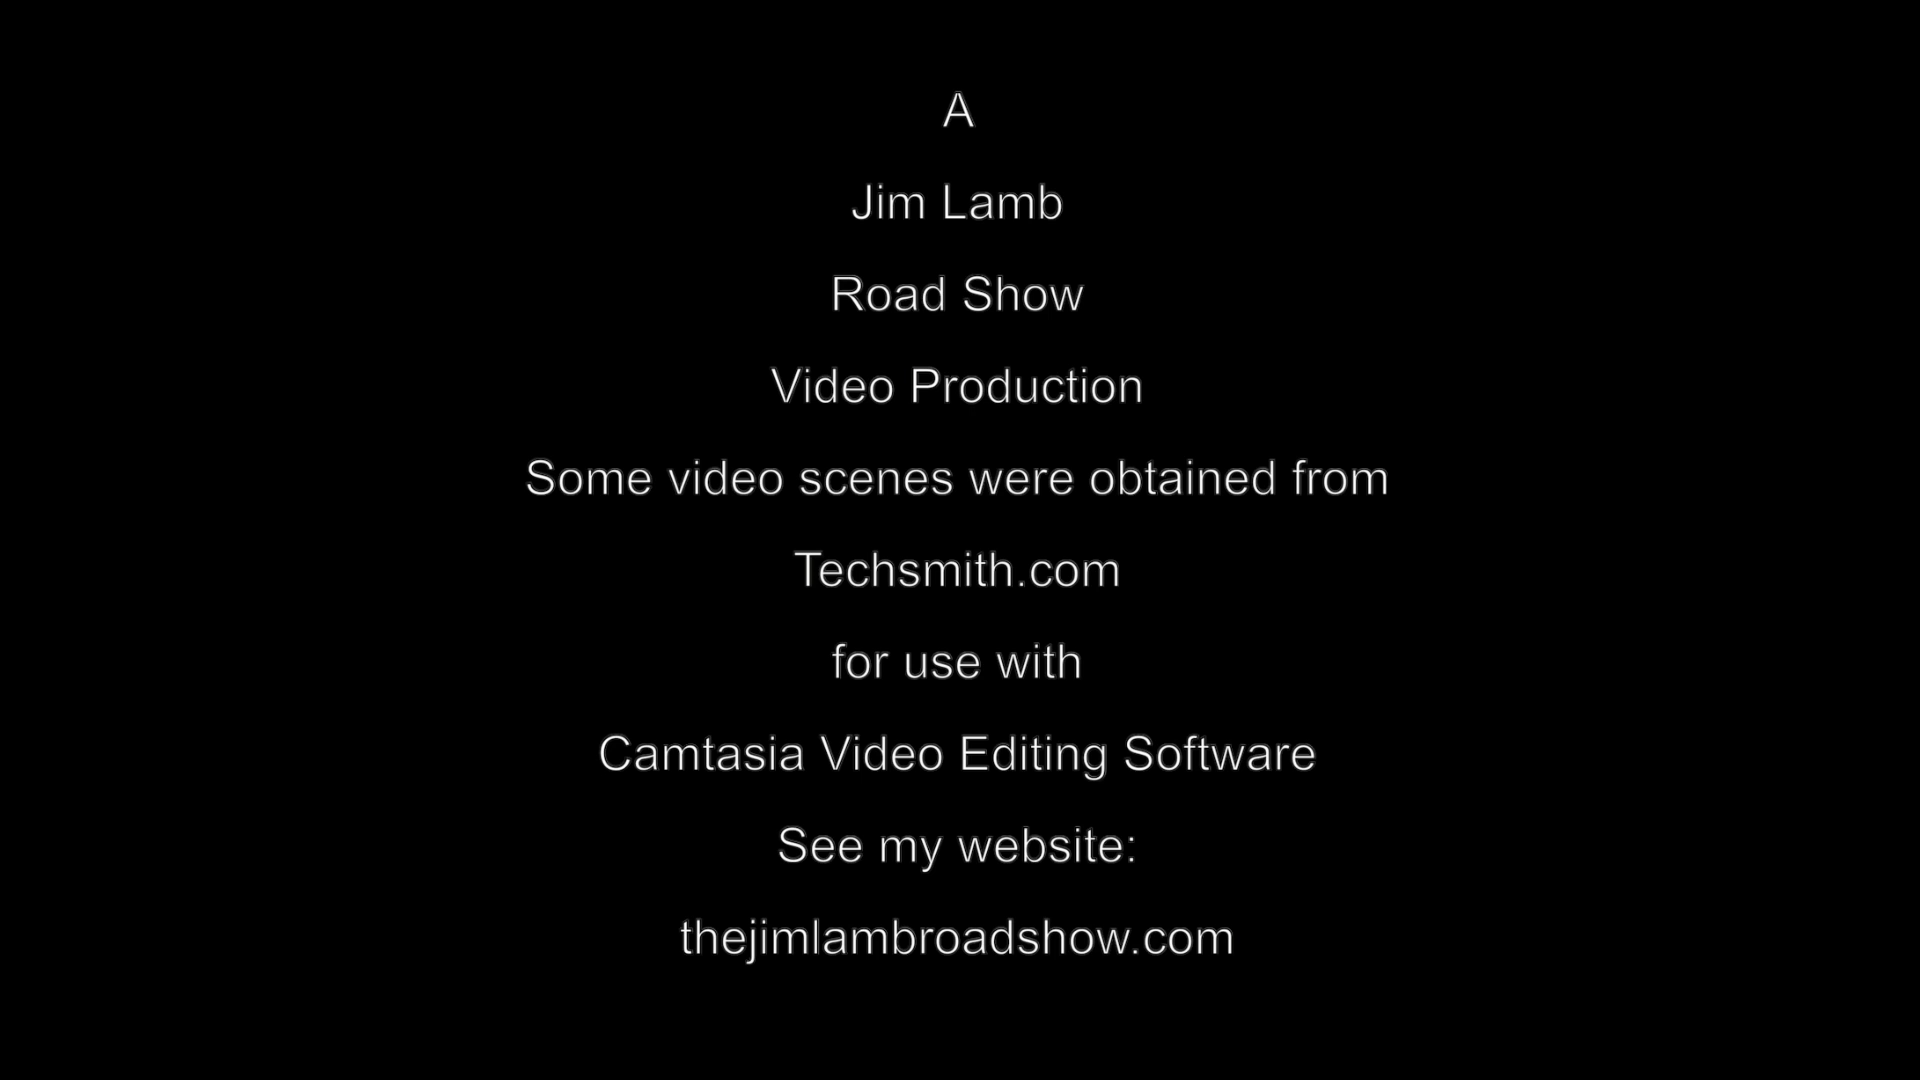 A
Jim Lamb
Road Show
Video Production
Some video scenes were obtained from
Techsmith.com
for use with
Camtasia Video Editing Software
See my website:
thejimlambroadshow.com